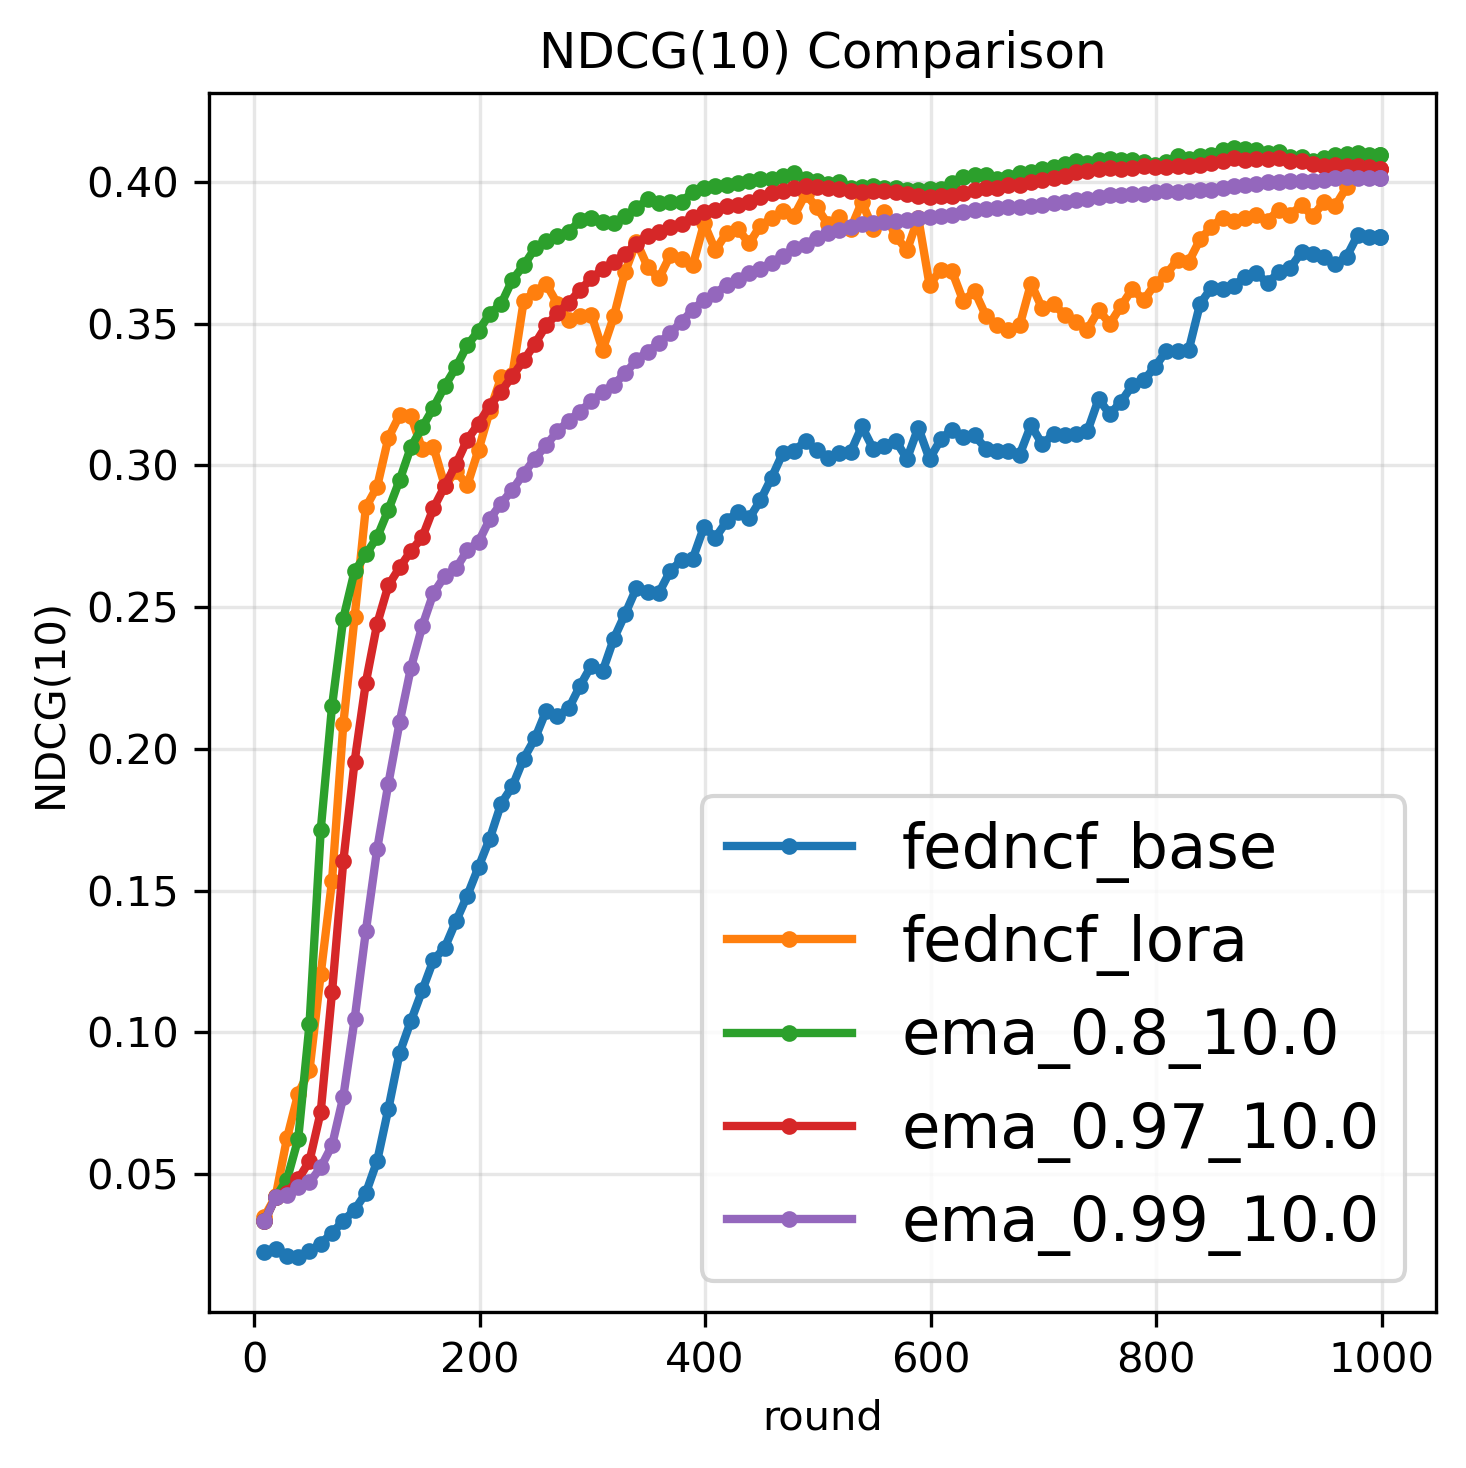 NDCG(10) Comparison
NDCG(10)
0.40
0.35
0.30
0.25
0.20
0.15
0.10
0.05
0 200 400 600 800 1000
round
fedncf_base
fedncf_lora
ema_0.8_10.0
ema_0.97_10.0
ema_0.99_10.0